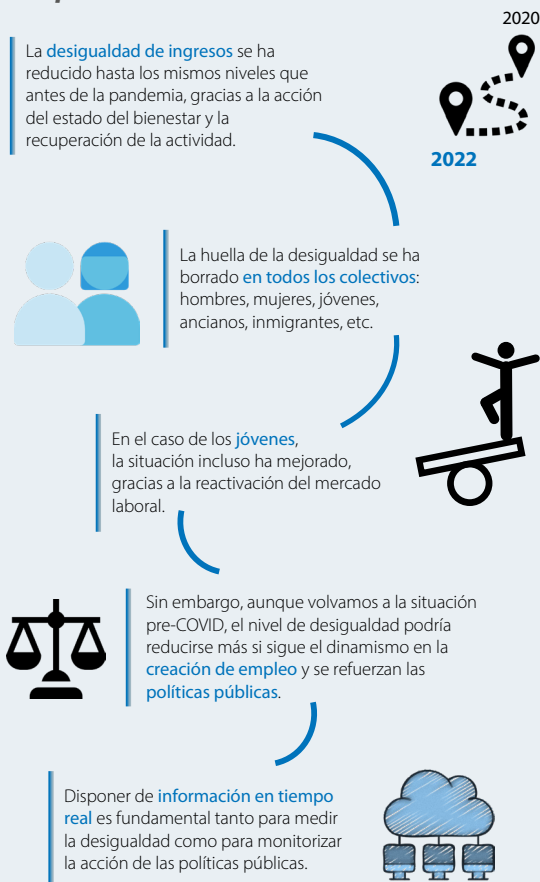 2020
La desigualdad de ingresos se ha
reducido hasta los mismos niveles que
antes de la pandemia, gracias a la acción
del estado del bienestar y la
recuperación de la actividad.
2022
La huella de la desigualdad se ha
borrado en todos los colectivos:
hombres, mujeres, jóvenes,
ancianos, inmigrantes, etc.
En el caso de los jóvenes,
la situación incluso ha mejorado,
gracias a la reactivación del mercado
laboral.
Sin embargo, aunque volvamos a la situación
pre-COVID, el nivel de desigualdad podría
reducirse más si sigue el dinamismo en la
creación de empleo y se refuerzan las
políticas públicas.
Disponer de información en tiempo
real es fundamental tanto para medir
la desigualdad como para monitorizar
la acción de las políticas públicas.